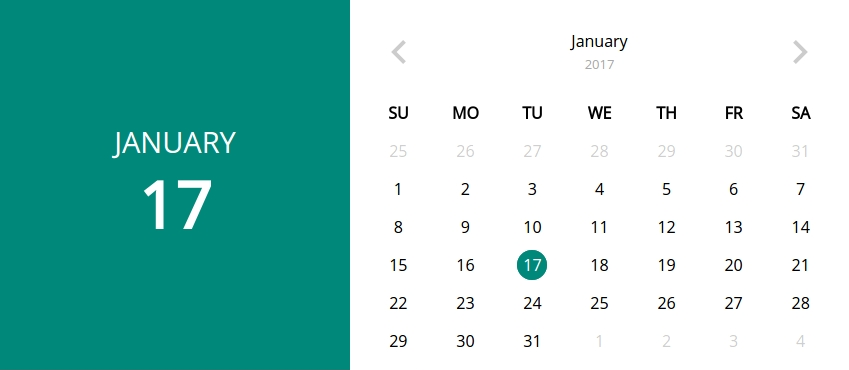 JANUARY
17
January
2017
SU MO TU WE TH FR SA
25 26 27 28 29 30 31
1 2 3 4 5 6 7
8 9 10 11 12 13 14
15 16 17 18 19 20 21
22 23 24 25 26 27 28
29 30 31 1 2 3 4